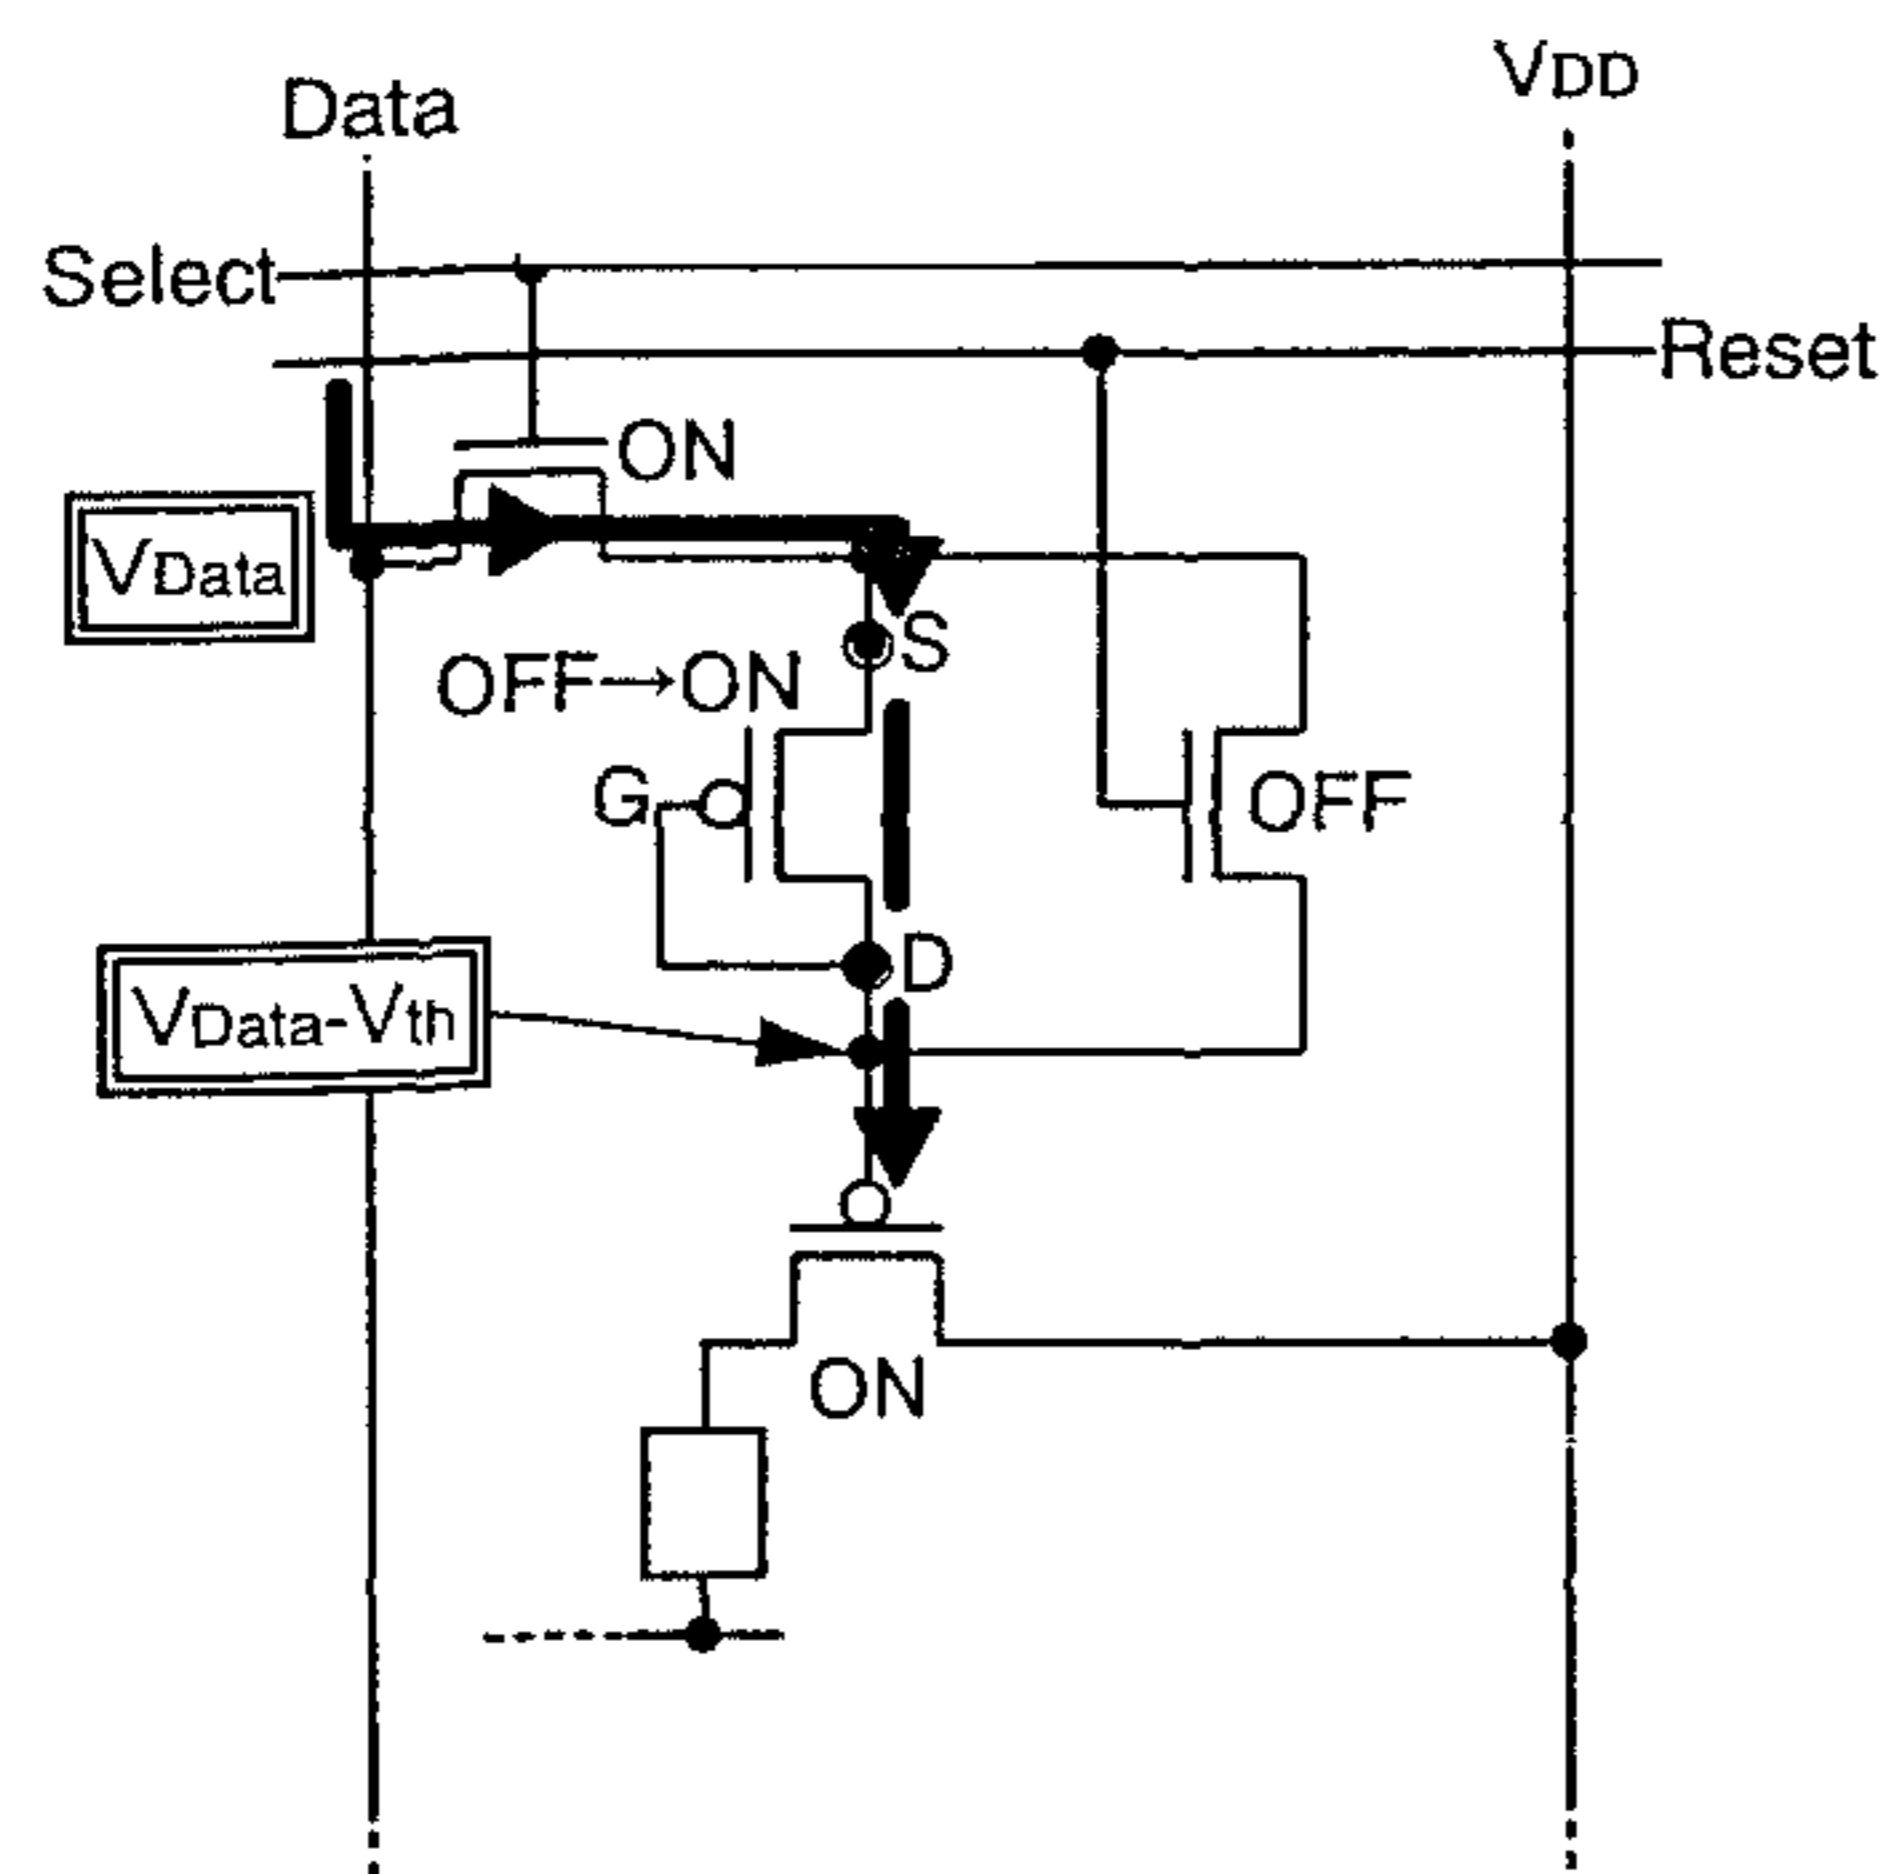 VDD
Data
Select
Reset
ON
VData
S
OFF→ON
G
OFF
D
VData-Vth
ON